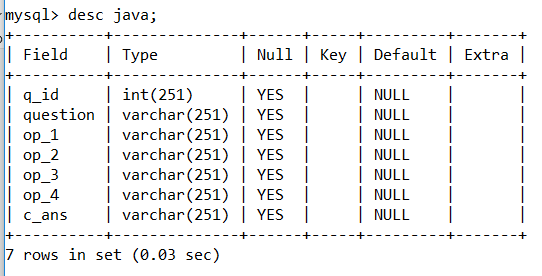 mysql> desc java;
+----------+--------------+------+-----+---------+-------+
| Field    | Type         | Null | Key | Default | Extra |
+----------+--------------+------+-----+---------+-------+
| q_id     | int(251)     | YES  |     | NULL    |       |
| question | varchar(251) | YES  |     | NULL    |       |
| op_1     | varchar(251) | YES  |     | NULL    |       |
| op_2     | varchar(251) | YES  |     | NULL    |       |
| op_3     | varchar(251) | YES  |     | NULL    |       |
| op_4     | varchar(251) | YES  |     | NULL    |       |
| c_ans    | varchar(251) | YES  |     | NULL    |       |
+----------+--------------+------+-----+---------+-------+
7 rows in set (0.03 sec)